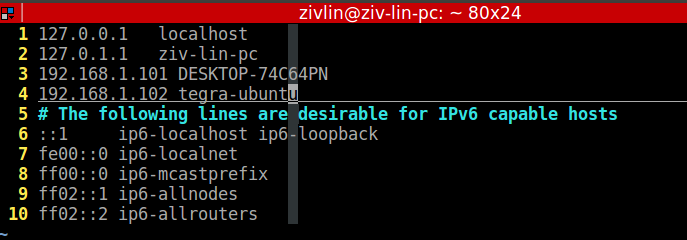 zivlin@ziv-lin-pc: ~ 80x24
1 127.0.0.1   localhost
2 127.0.1.1   ziv-lin-pc
3 192.168.1.101 DESKTOP-74C64PN
4 192.168.1.102 tegra-ubuntu
5 # The following lines are desirable for IPv6 capable hosts
6 ::1     ip6-localhost ip6-loopback
7 fe00::0 ip6-localnet
8 ff00::0 ip6-mcastprefix
9 ff02::1 ip6-allnodes
10 ff02::2 ip6-allrouters
~